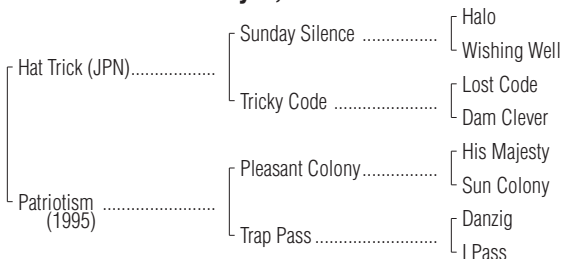 Halo
Sunday Silence ................
Wishing Well
Hat Trick (JPN)..................
Lost Code
Tricky Code ......................
Dam Clever
His Majesty
Pleasant Colony................
Sun Colony
Patriotism ........................
(1995)
Danzig
Trap Pass ..........................
I Pass